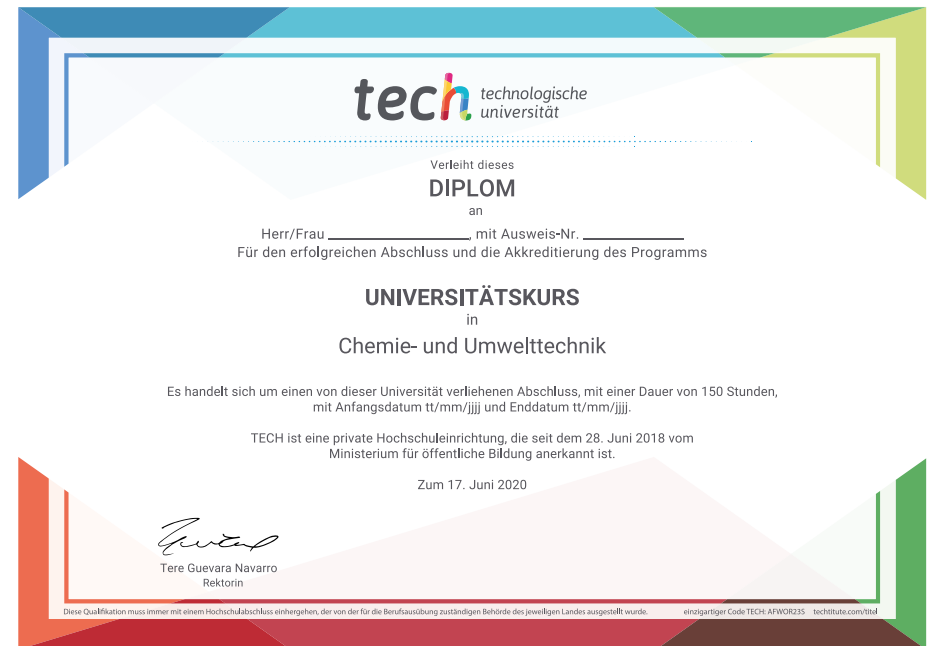 tech technologische
universität
Verleiht dieses
DIPLOM
an
Herr/Frau ____________________, mit Ausweis-Nr. ______________
Für den erfolgreichen Abschluss und die Akkreditierung des Programms
UNIVERSITÄTSKURS
in
Chemie- und Umwelttechnik
Es handelt sich um einen von dieser Universität verliehenen Abschluss, mit einer Dauer von 150 Stunden,
mit Anfangsdatum tt/mm/jjjj und Enddatum tt/mm/jjjj.
TECH ist eine private Hochschuleinrichtung, die seit dem 28. Juni 2018 vom
Ministerium für öffentliche Bildung anerkannt ist.
Zum 17. Juni 2020
Tere Guevara Navarro
Rektorin
Diese Qualifikation muss immer mit einem Hochschulabschluss einhergehen, der von der für die Berufsausübung zuständigen Behörde des jeweiligen Landes ausgestellt wurde. einzigartiger Code TECH: AFWOR23S techtitute.com/titel